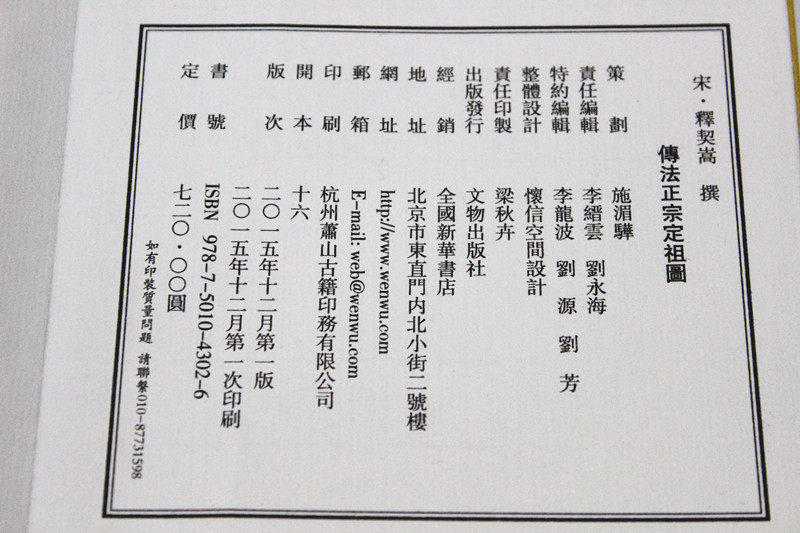 宋·釋契嵩 撰
傳法正宗定祖圖
策劃 施湄驊
責任編輯 李縉雲 劉永海
特約編輯 李龍波 劉源 劉芳
整體設計 懷信空間設計
責任印製 梁秋卉
出版發行 文物出版社
經銷 全國新華書店
地址 北京市東直門内北小街二號樓
網址 http://www.wenwu.com
郵箱 E-mail: web@wenwu.com
印刷 杭州蕭山古籍印務有限公司
開本 十六
版次 二〇一五年十二月第一版
二〇一五年十二月第一次印刷
書號 ISBN 978-7-5010-4302-6
定價 七二〇·〇〇圓
如有印裝質量問題 請聯繫010-87731598